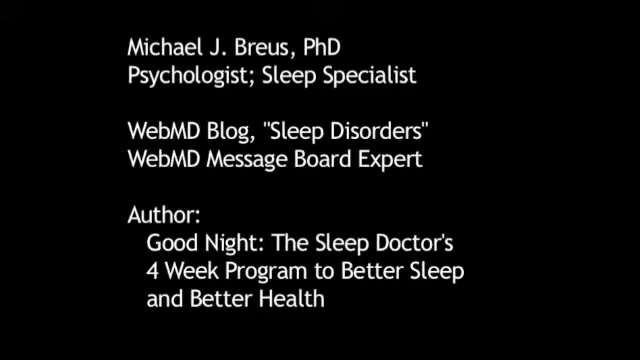 Michael J. Breus, PhD
Psychologist; Sleep Specialist
WebMD Blog, "Sleep Disorders"
WebMD Message Board Expert
Author:
Good Night: The Sleep Doctor's
4 Week Program to Better Sleep
and Better Health